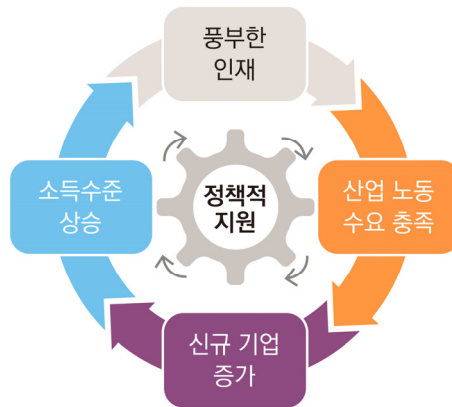 풍부한
인재
소득수준
상승
정책적
지원
산업 노동
수요 충족
신규 기업
증가